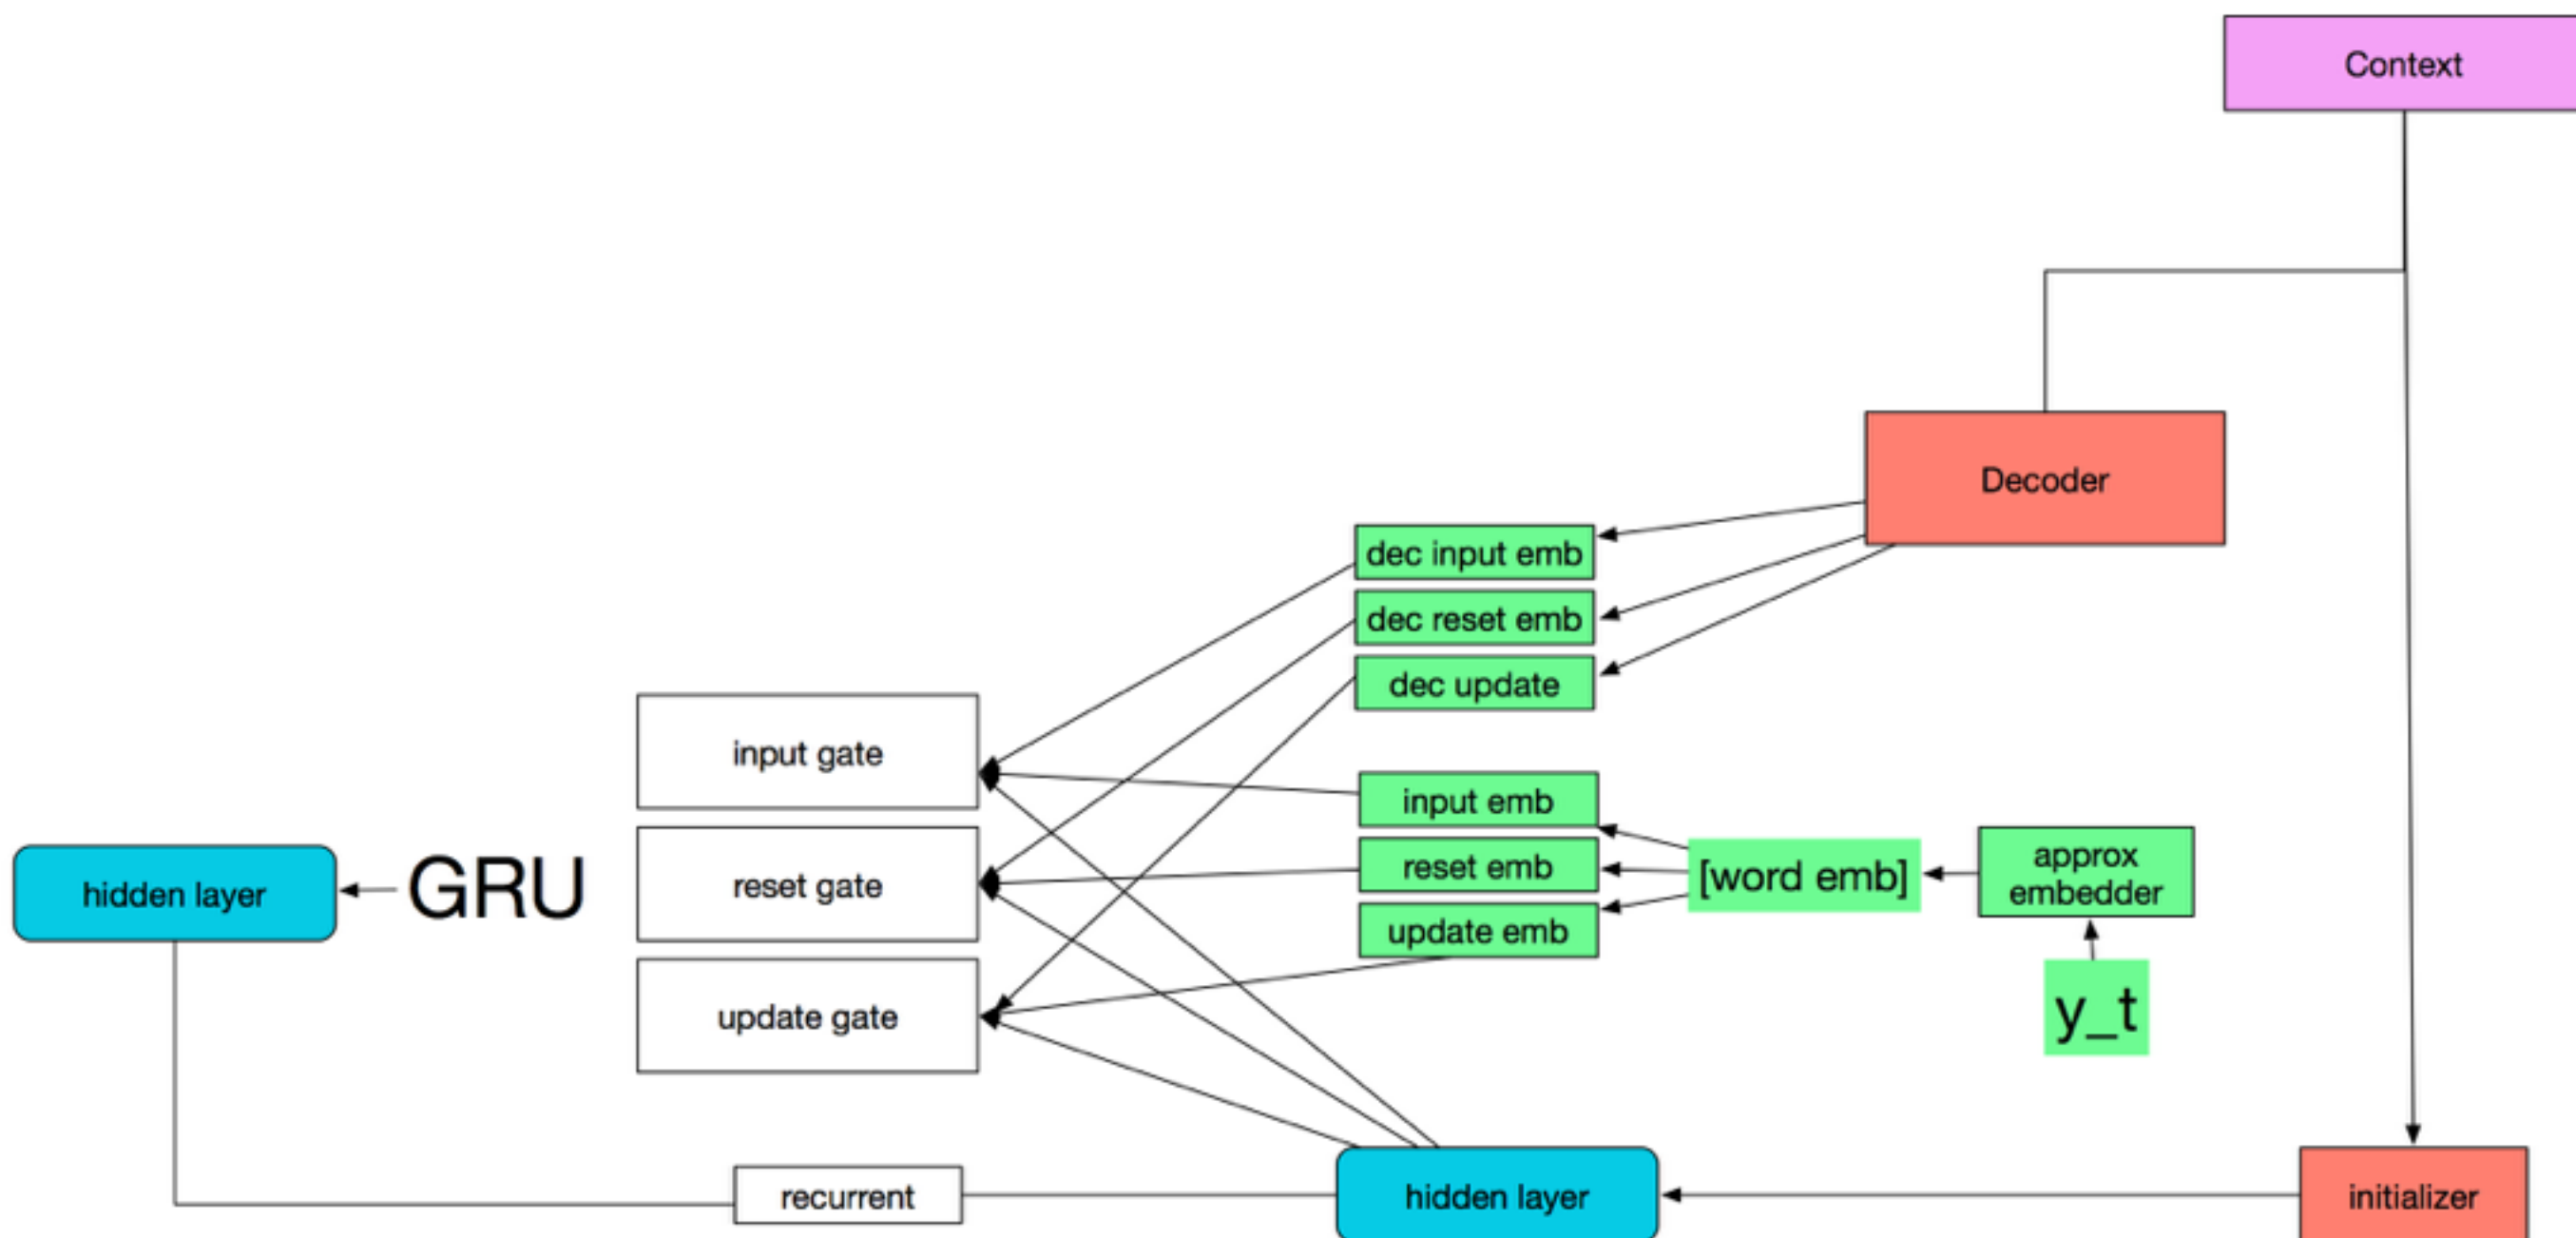 Context
Decoder
dec input emb
dec reset emb
dec update
input gate
input emb
reset gate
reset emb
[word emb]
approx
embedder
hidden layer
GRU
update emb
update gate
y_t
recurrent
hidden layer
initializer